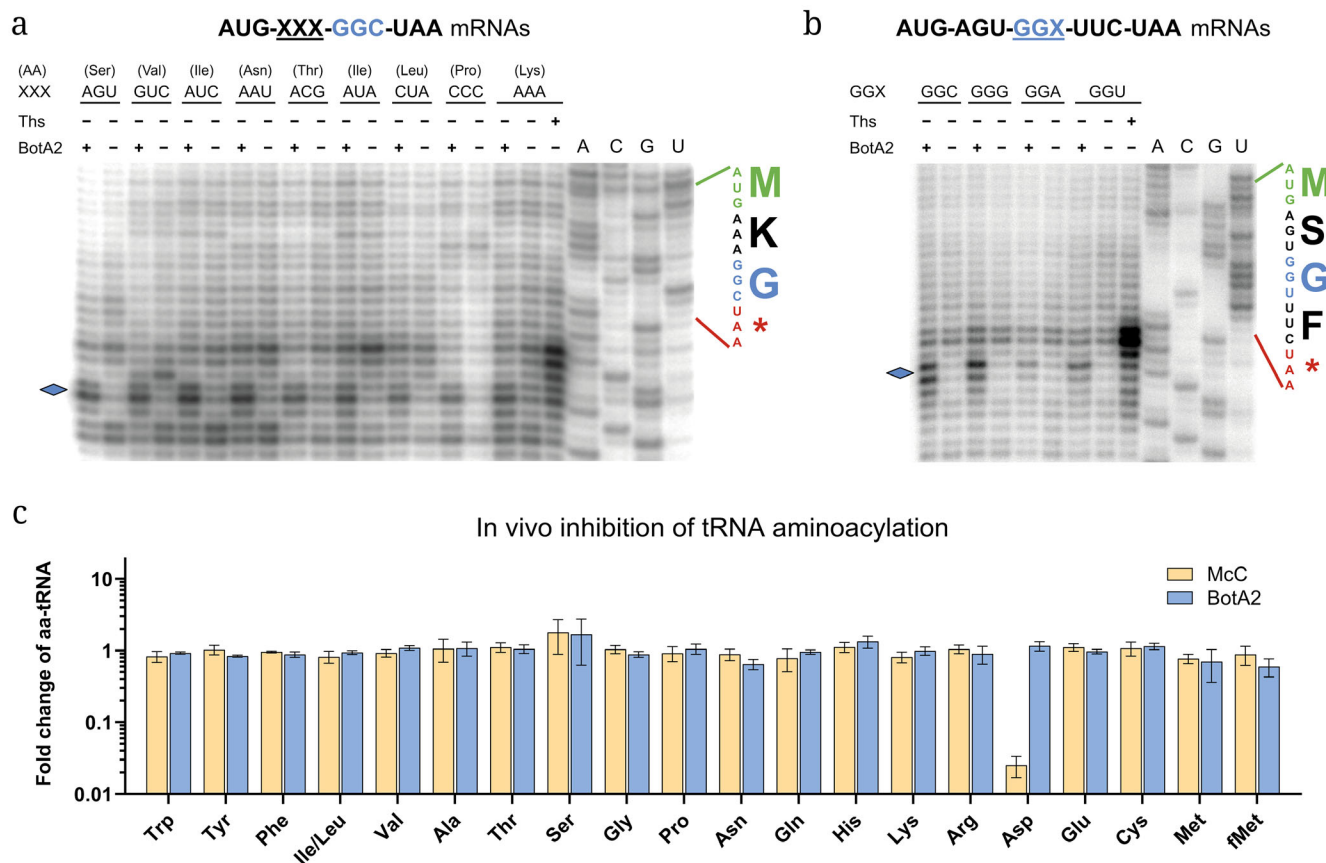 a
AUG-XXX-GGC-UAA mRNAs
(AA) (Ser) (Val) (Ile) (Asn) (Thr) (Ile) (Leu) (Pro) (Lys)
XXX AGU GUC AUC AAU ACG AUA CUA CCC AAA
Ths - - - - - - - - - - - - - - - - - - +
BotA2 + - + - + - + - + - + - + - + - + - - A C G U
A U G M
A A A K
G G C G
U A A *
b
AUG-AGU-GGX-UUC-UAA mRNAs
GGX GGC GGG GGA GGU
Ths - - - - - - - - +
BotA2 + - + - + - + - - A C G U
A U G M
A G U S
G G U G
U U C F
U A A *
c
In vivo inhibition of tRNA aminoacylation
Fold change of aa-tRNA
10
1
0.1
0.01
McC
BotA2
Trp Tyr Phe Ile/Leu Val Ala Thr Ser Gly Pro Asn Gln His Lys Arg Asp Glu Cys Met fMet